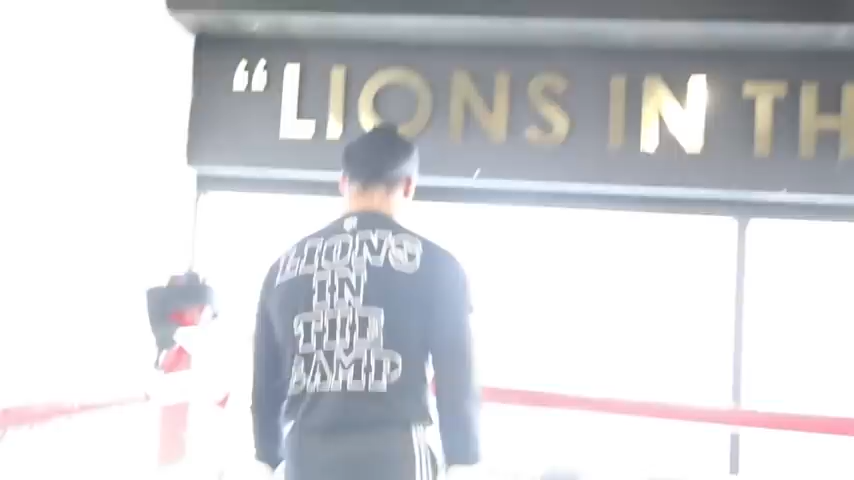 “LIONS IN TH
LIONS
IN
THE
CAMP